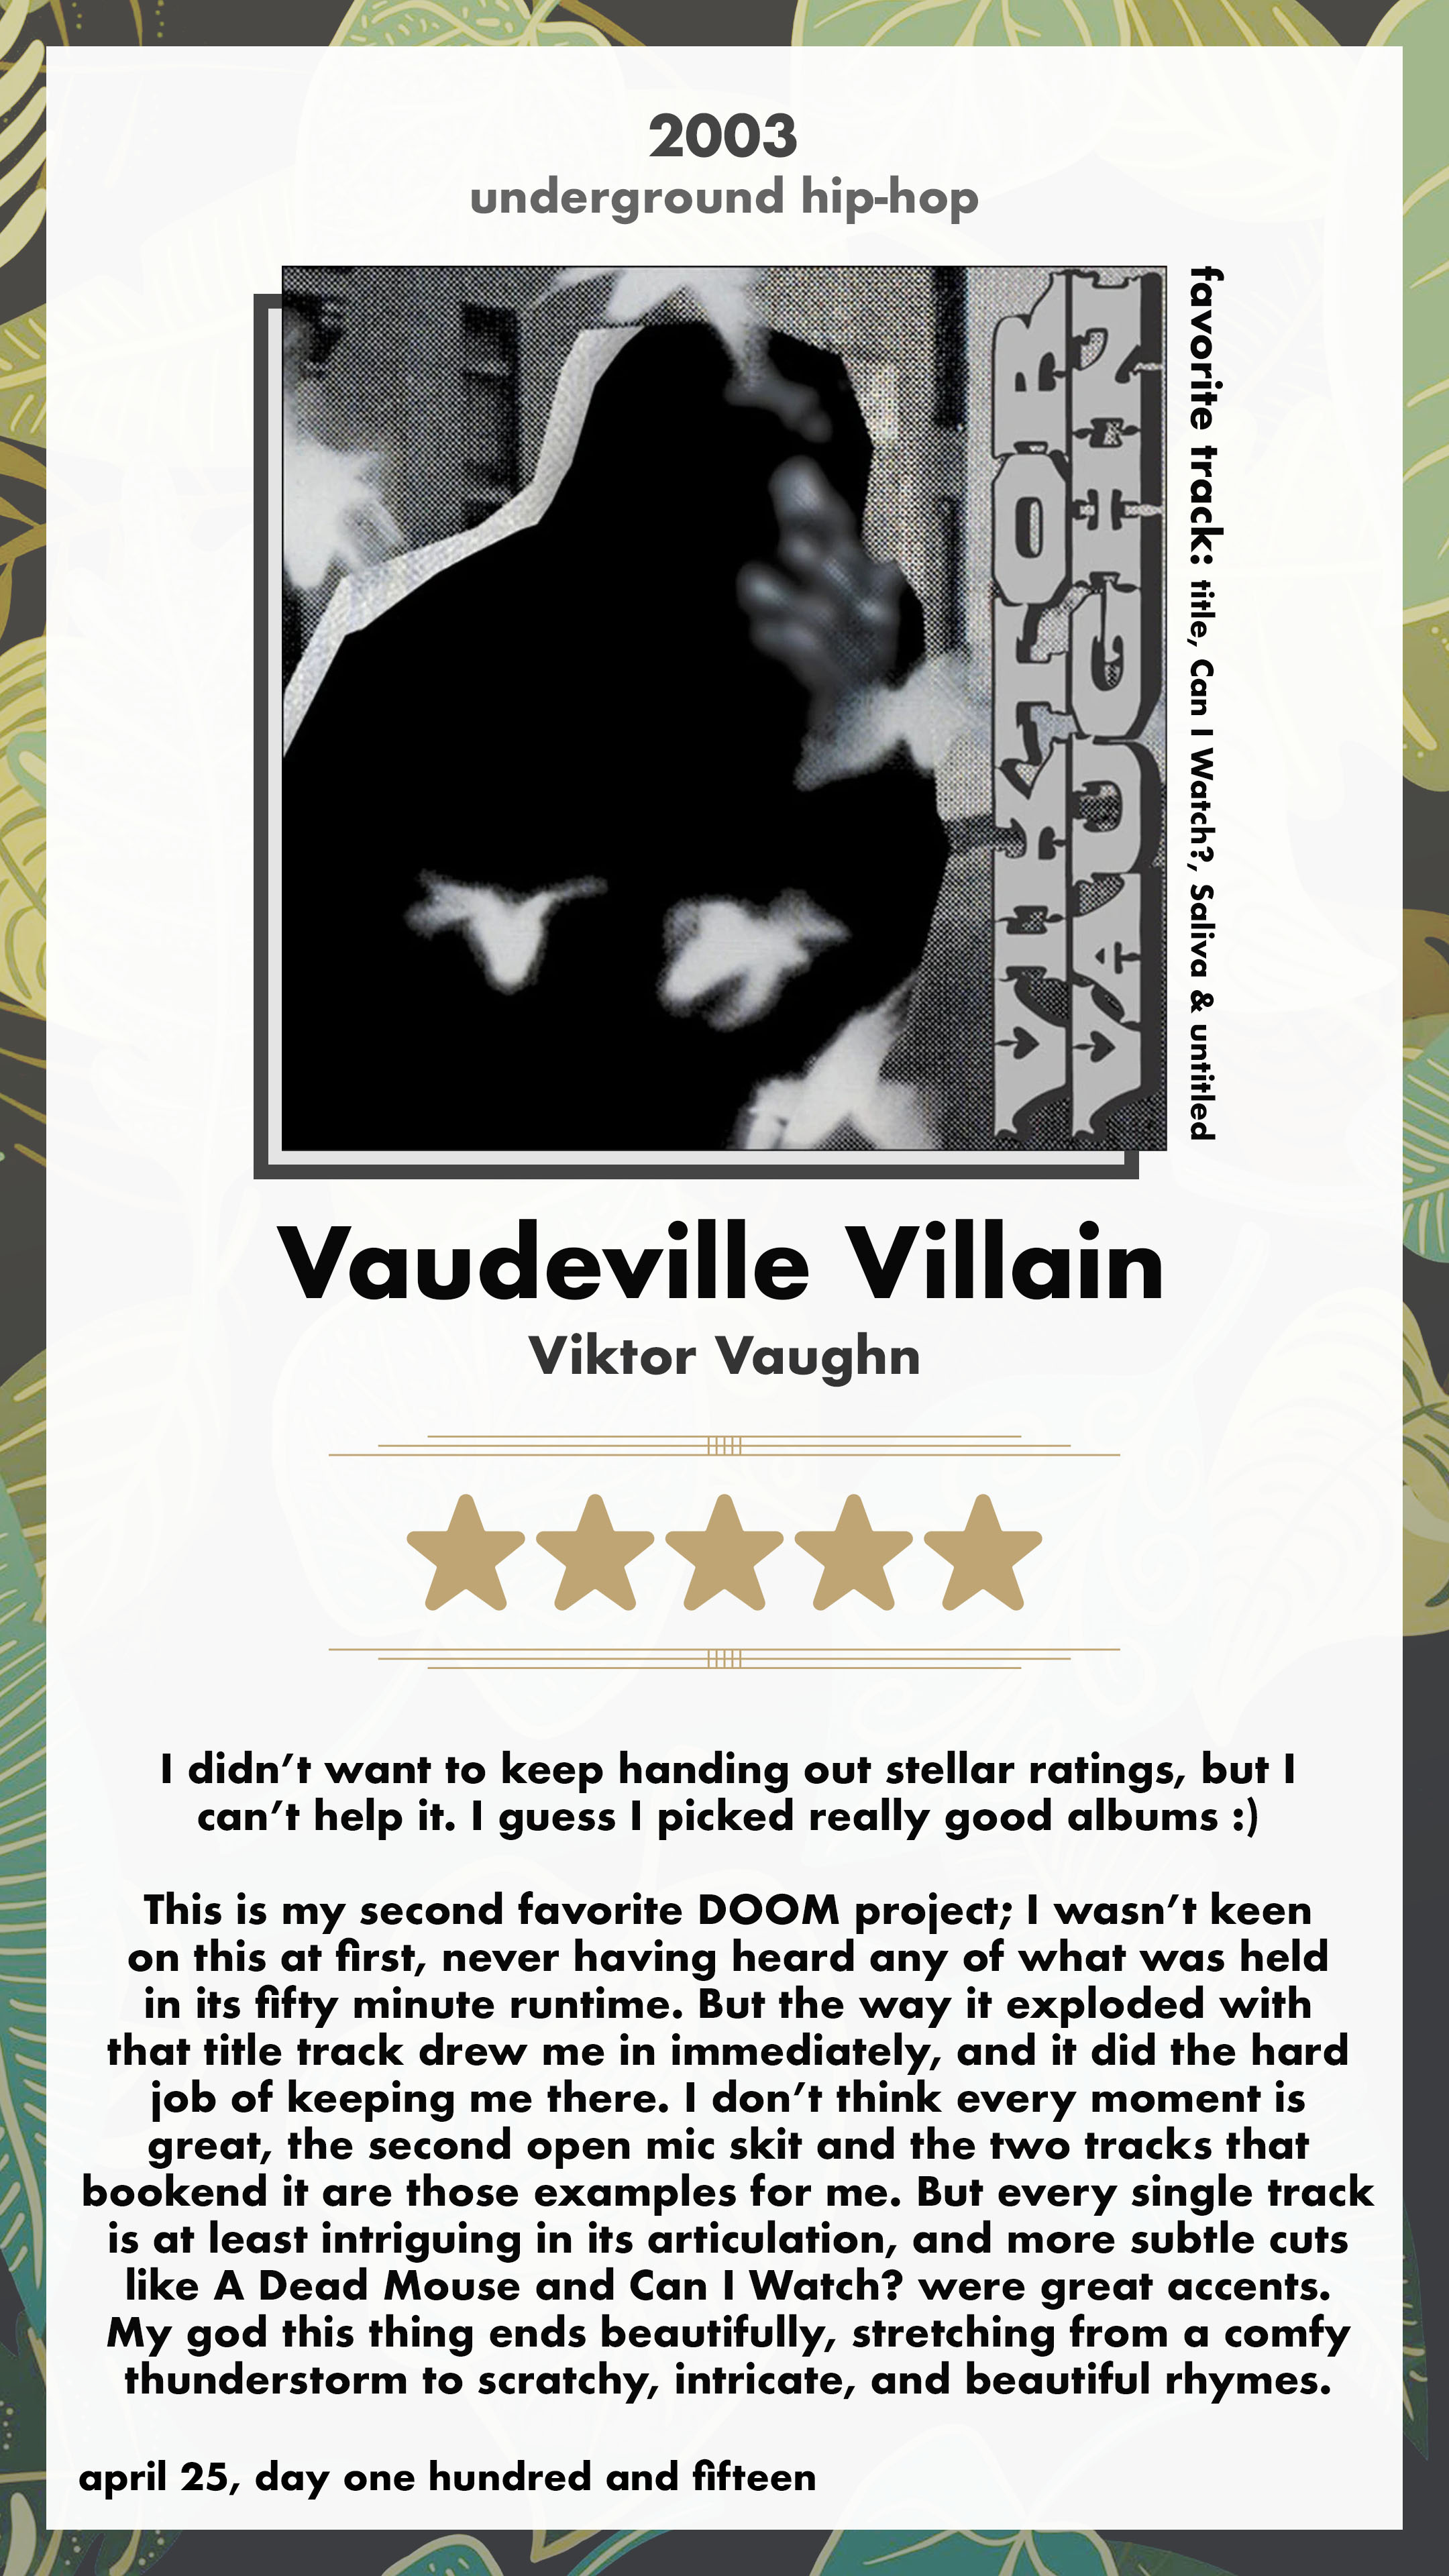 2003
underground hip-hop
VIKTOR
VAUGHN
favorite track: title, Can I Watch?, Saliva & untitled
Vaudeville Villain
Viktor Vaughn
I didn’t want to keep handing out stellar ratings, but I
can’t help it. I guess I picked really good albums :)
This is my second favorite DOOM project; I wasn’t keen
on this at first, never having heard any of what was held
in its fifty minute runtime. But the way it exploded with
that title track drew me in immediately, and it did the hard
job of keeping me there. I don’t think every moment is
great, the second open mic skit and the two tracks that
bookend it are those examples for me. But every single track
is at least intriguing in its articulation, and more subtle cuts
like A Dead Mouse and Can I Watch? were great accents.
My god this thing ends beautifully, stretching from a comfy
thunderstorm to scratchy, intricate, and beautiful rhymes.
april 25, day one hundred and fifteen